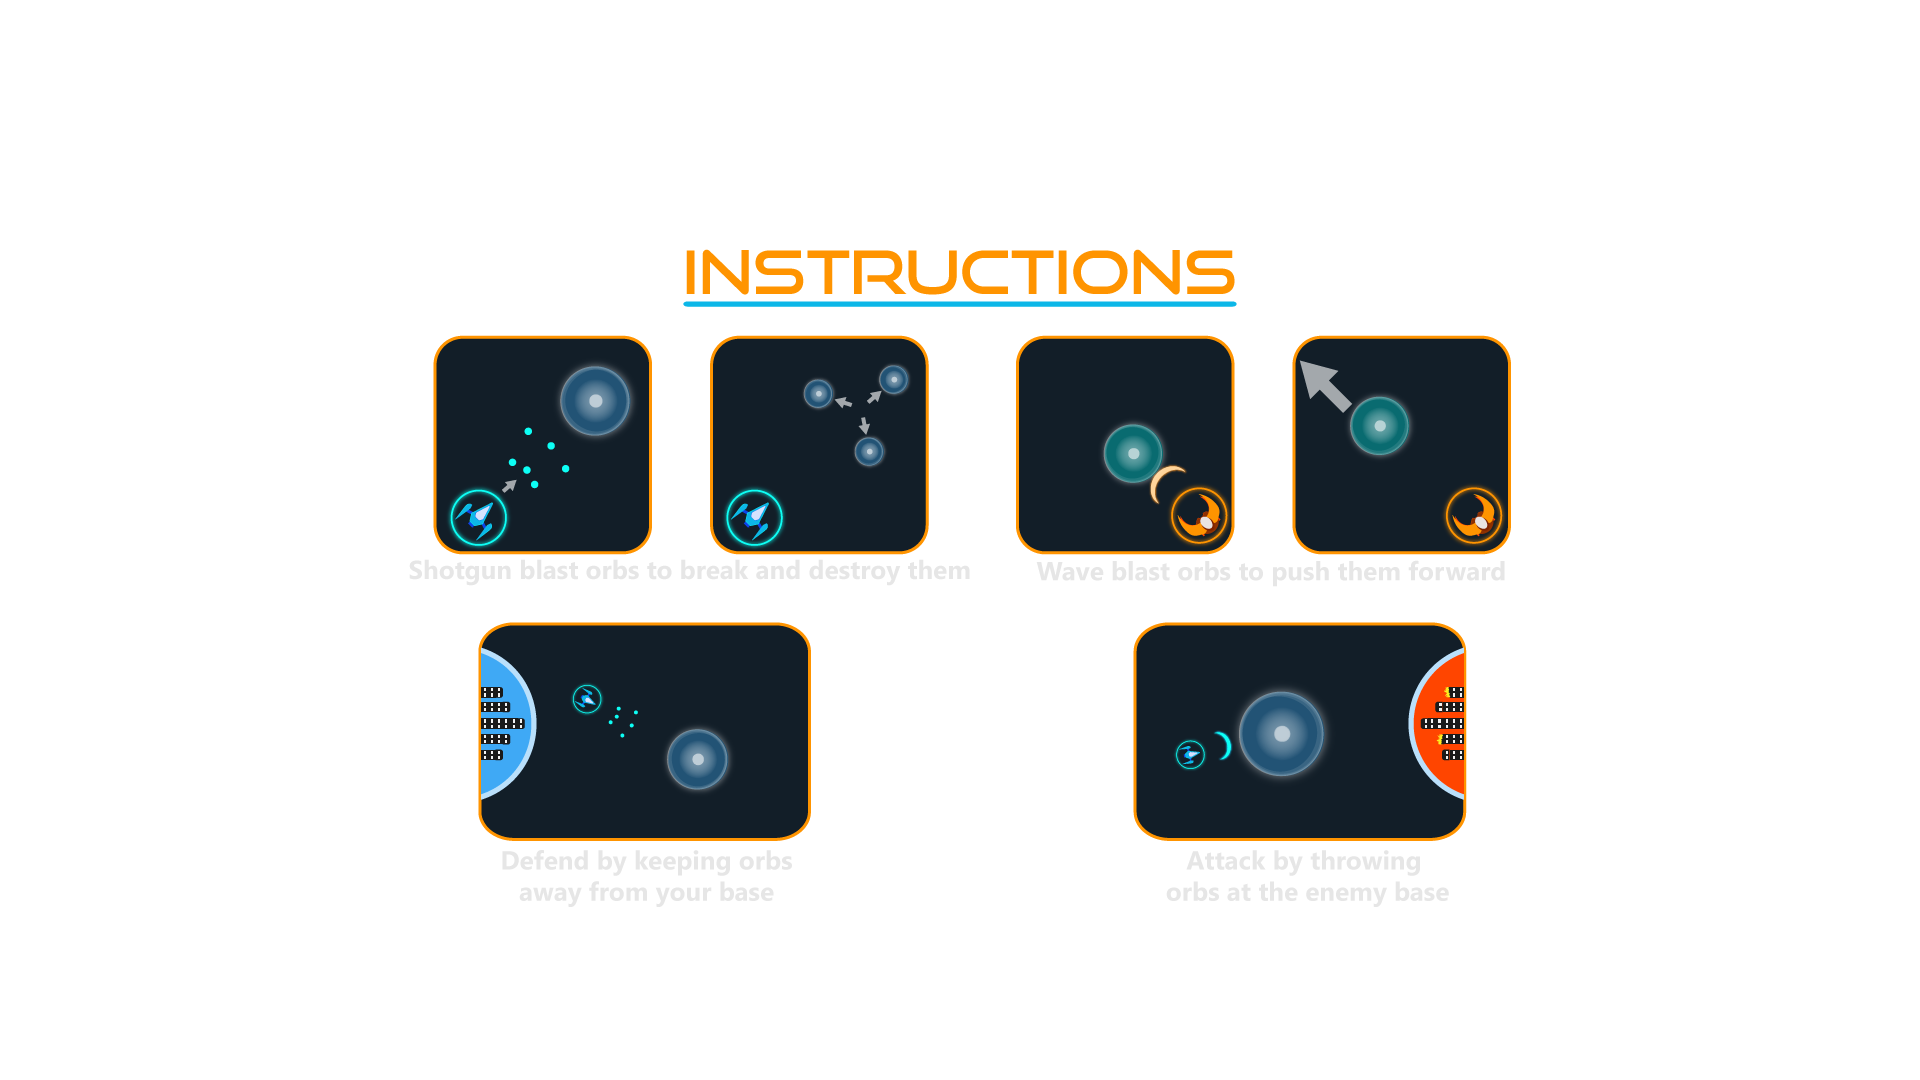 INSTRUCTIONS
Shotgun blast orbs to break and destroy them
Wave blast orbs to push them forward
Defend by keeping orbs
away from your base
Attack by throwing
orbs at the enemy base